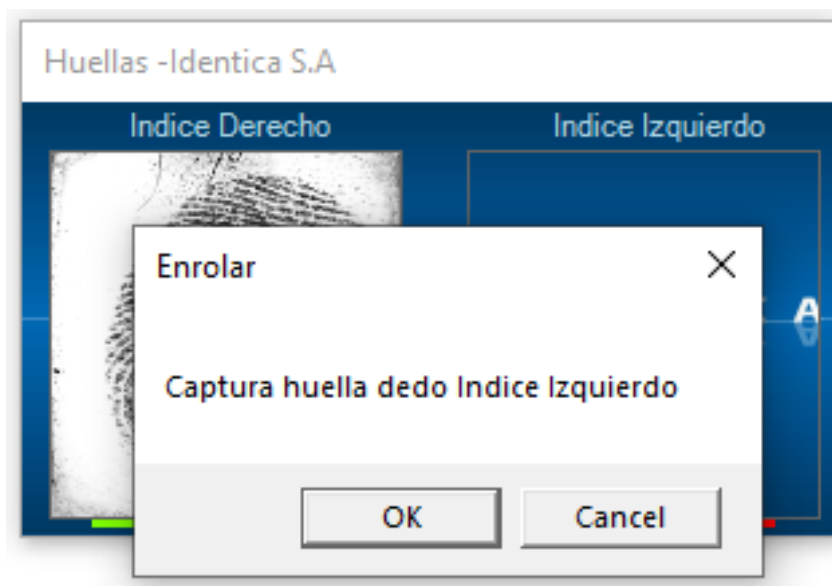 Huellas -Identica S.A
Indice Derecho
Indice Izquierdo
Enrolar
A
Captura huella dedo Indice Izquierdo
OK
Cancel